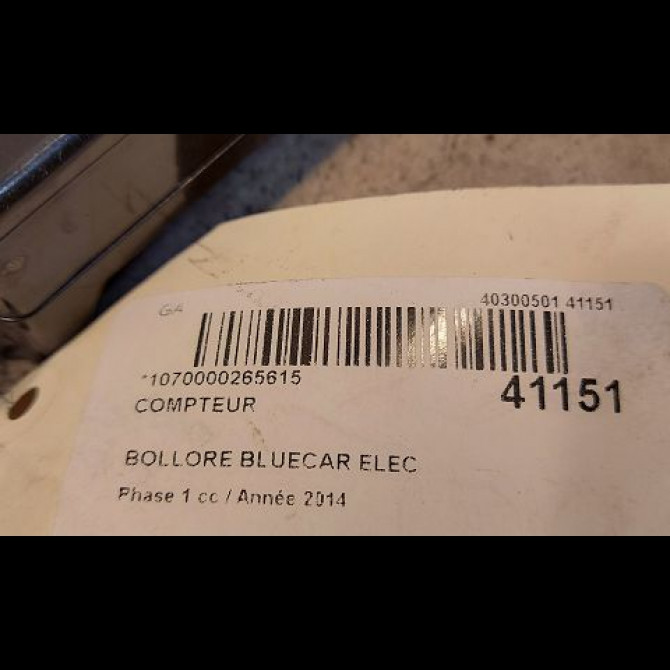 GA
40300501 41151
*1070000265615
41151
COMPTEUR
BOLLORE BLUECAR ELEC
Phase 1 cc / Année 2014